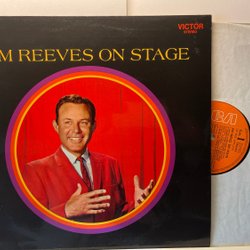 VICTOR
STEREO
M REEVES ON STAGE
RCA